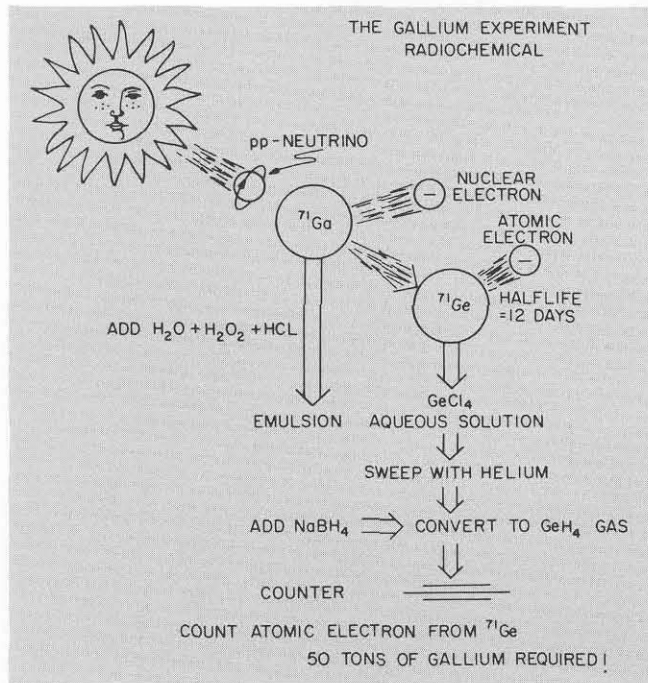 THE GALLIUM EXPERIMENT
RADIOCHEMICAL
pp-NEUTRINO
NUCLEAR
ELECTRON
⁷¹Ga
ATOMIC
ELECTRON
⁷¹Ge
HALFLIFE
=12 DAYS
ADD H₂O + H₂O₂ +HCL
EMULSION
GeCl₄
AQUEOUS SOLUTION
SWEEP WITH HELIUM
ADD NaBH₄
CONVERT TO GeH₄ GAS
COUNTER
COUNT ATOMIC ELECTRON FROM ⁷¹Ge
50 TONS OF GALLIUM REQUIRED!